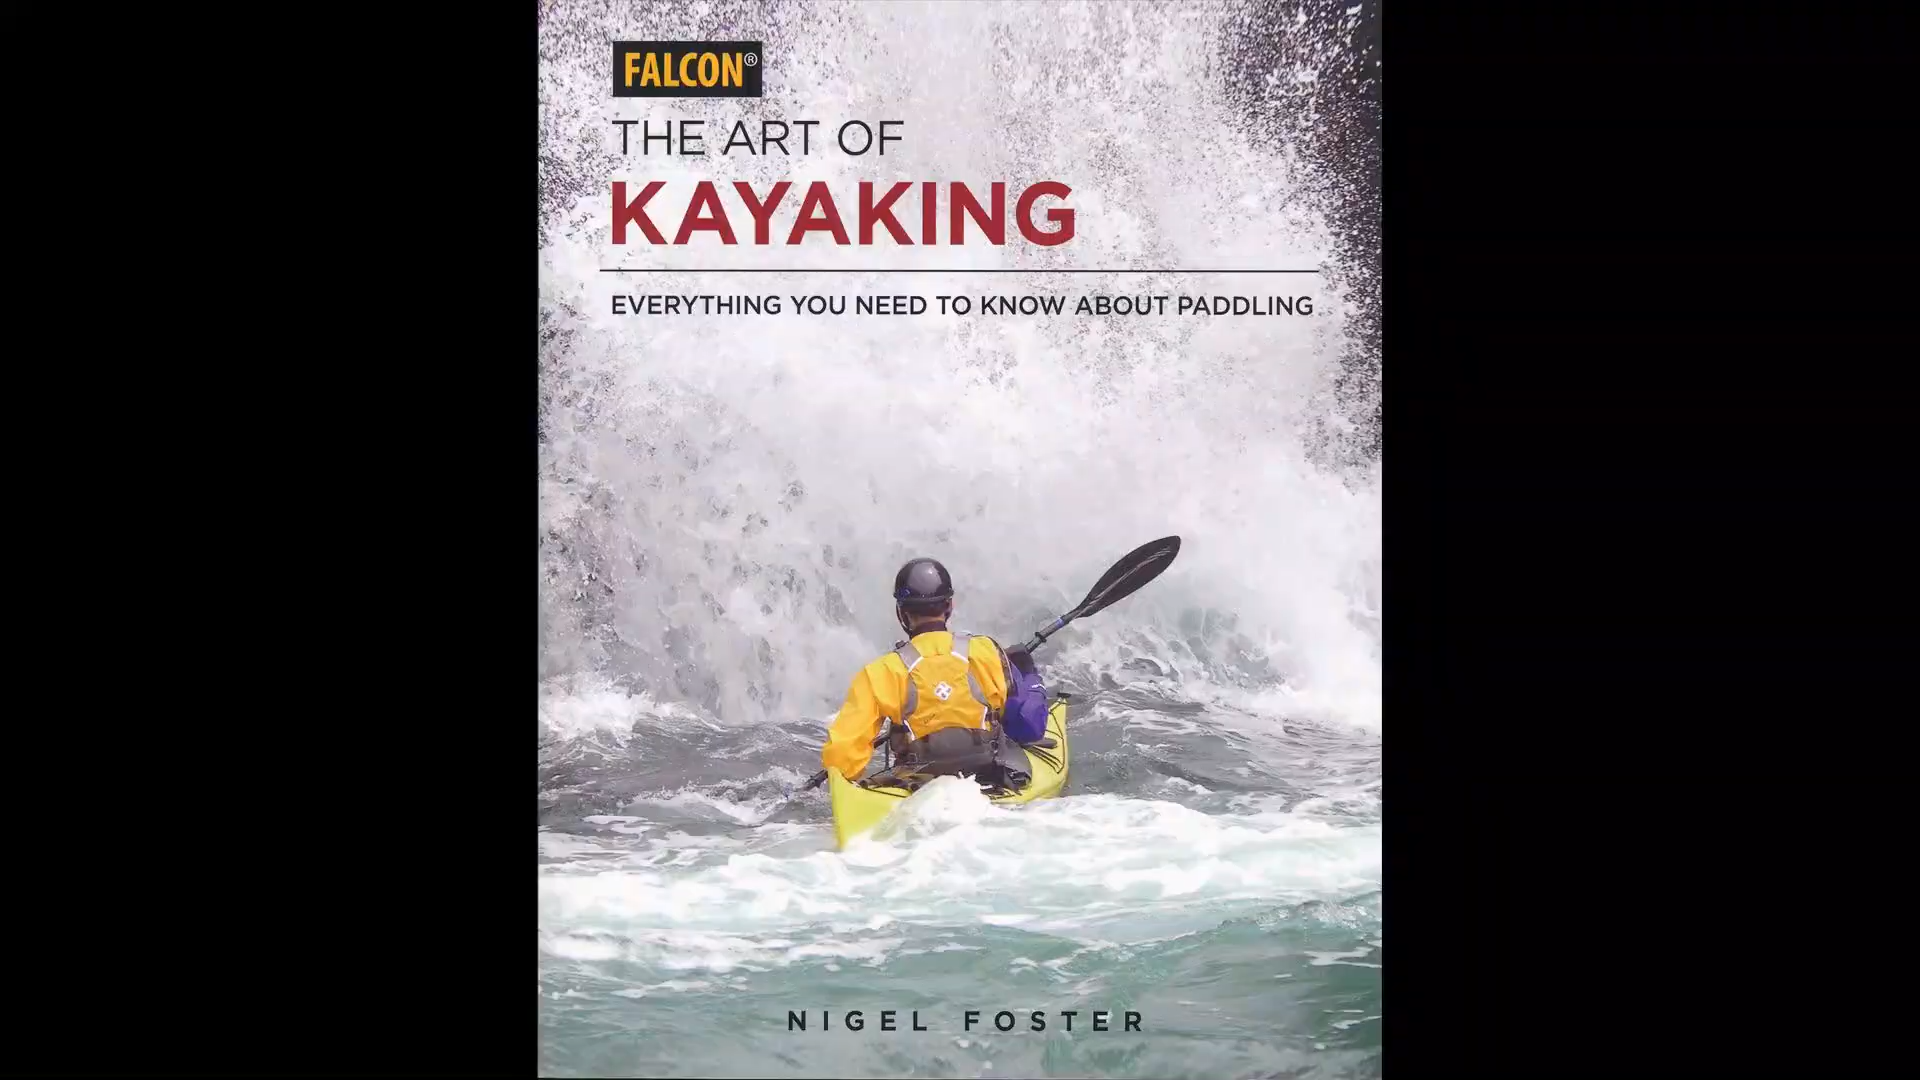 FALCON®
THE ART OF
KAYAKING
EVERYTHING YOU NEED TO KNOW ABOUT PADDLING
NIGEL FOSTER